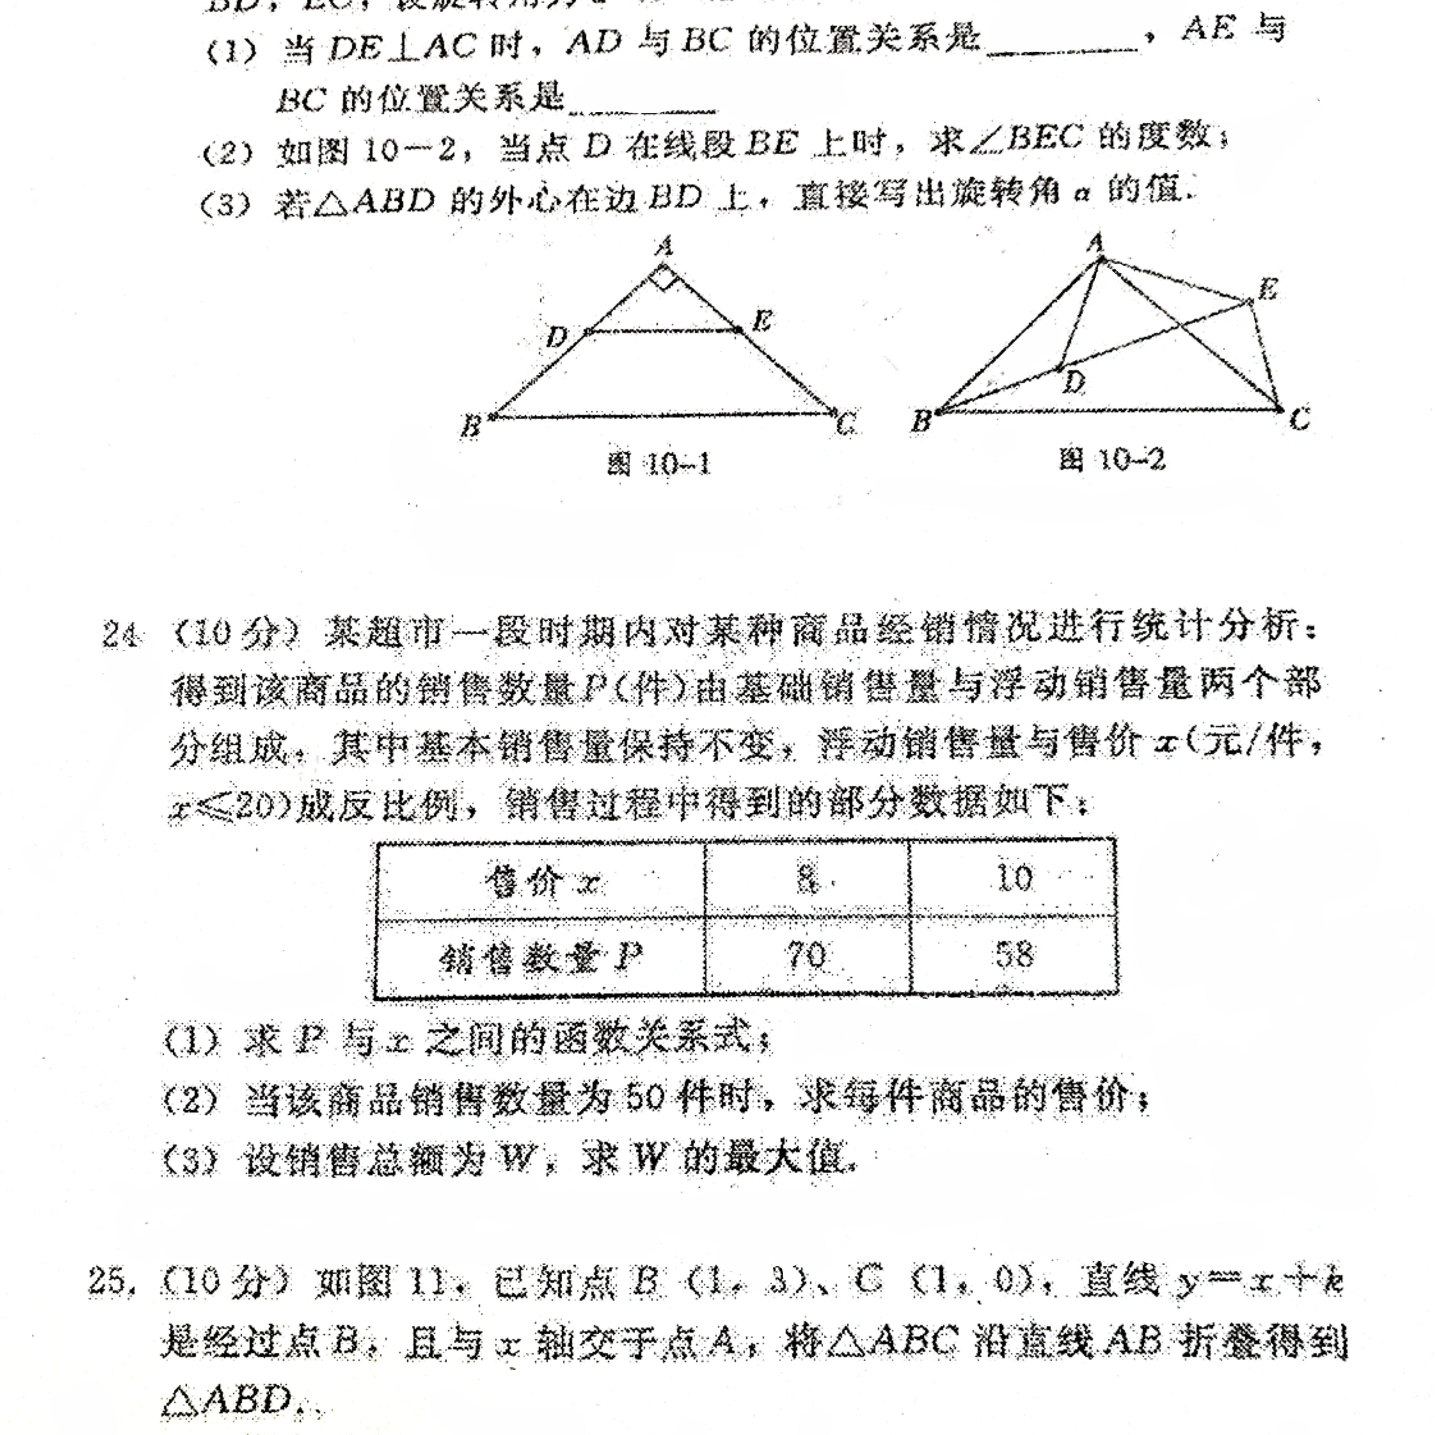 (1) 当 DE⊥AC 时，AD 与 BC 的位置关系是________，AE 与
BC 的位置关系是________
(2) 如图 10－2，当点 D 在线段 BE 上时，求∠BEC 的度数；
(3) 若△ABD 的外心在边 BD 上，直接写出旋转角 α 的值.
A
D
E
B
C
图 10-1
A
E
D
B
C
图 10-2
24 (10 分) 某超市一段时期内对某种商品经销情况进行统计分析：
得到该商品的销售数量 P(件)由基础销售量与浮动销售量两个部
分组成，其中基本销售量保持不变，浮动销售量与售价 x(元/件，
x≤20)成反比例，销售过程中得到的部分数据如下：
售价 x 8 10
销售数量 P 70 58
(1) 求 P 与 x 之间的函数关系式；
(2) 当该商品销售数量为 50 件时，求每件商品的售价；
(3) 设销售总额为 W，求 W 的最大值.
25. (10 分) 如图 11，已知点 B (1，3)、C (1，0)，直线 y＝x＋k
是经过点 B，且与 x 轴交于点 A，将△ABC 沿直线 AB 折叠得到
△ABD.